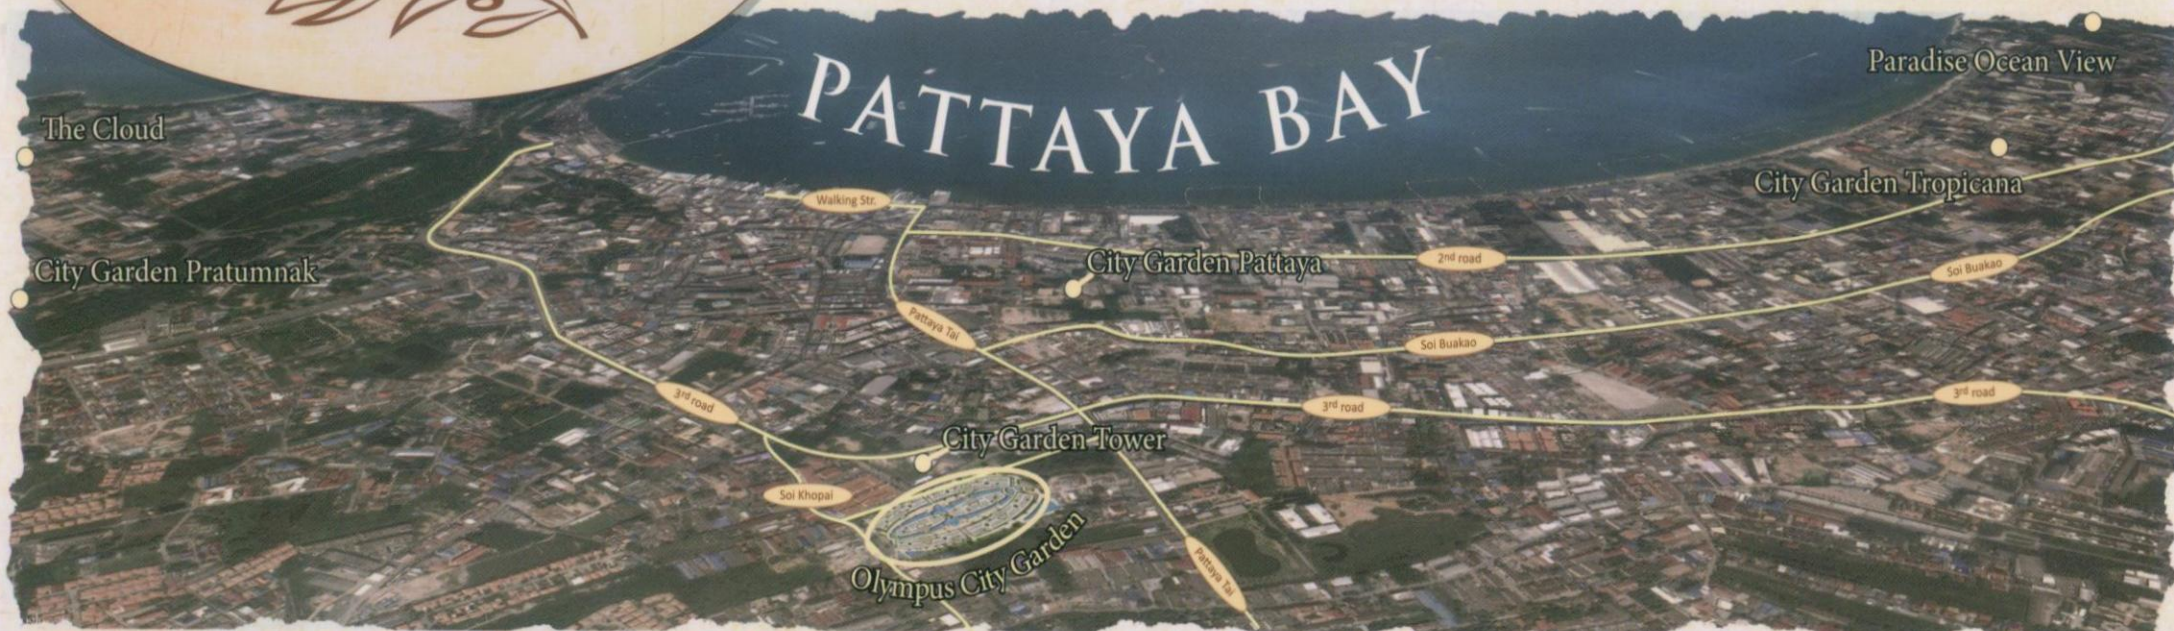 PATTAYA BAY
Paradise Ocean View
The Cloud
City Garden Tropicana
Walking Str.
City Garden Pratumnak
City Garden Pattaya
2nd road
Soi Buakao
Pattaya Tai
Soi Buakao
3rd road
3rd road
3rd road
City Garden Tower
Soi Khopai
Olympus City Garden
Pattaya Tai